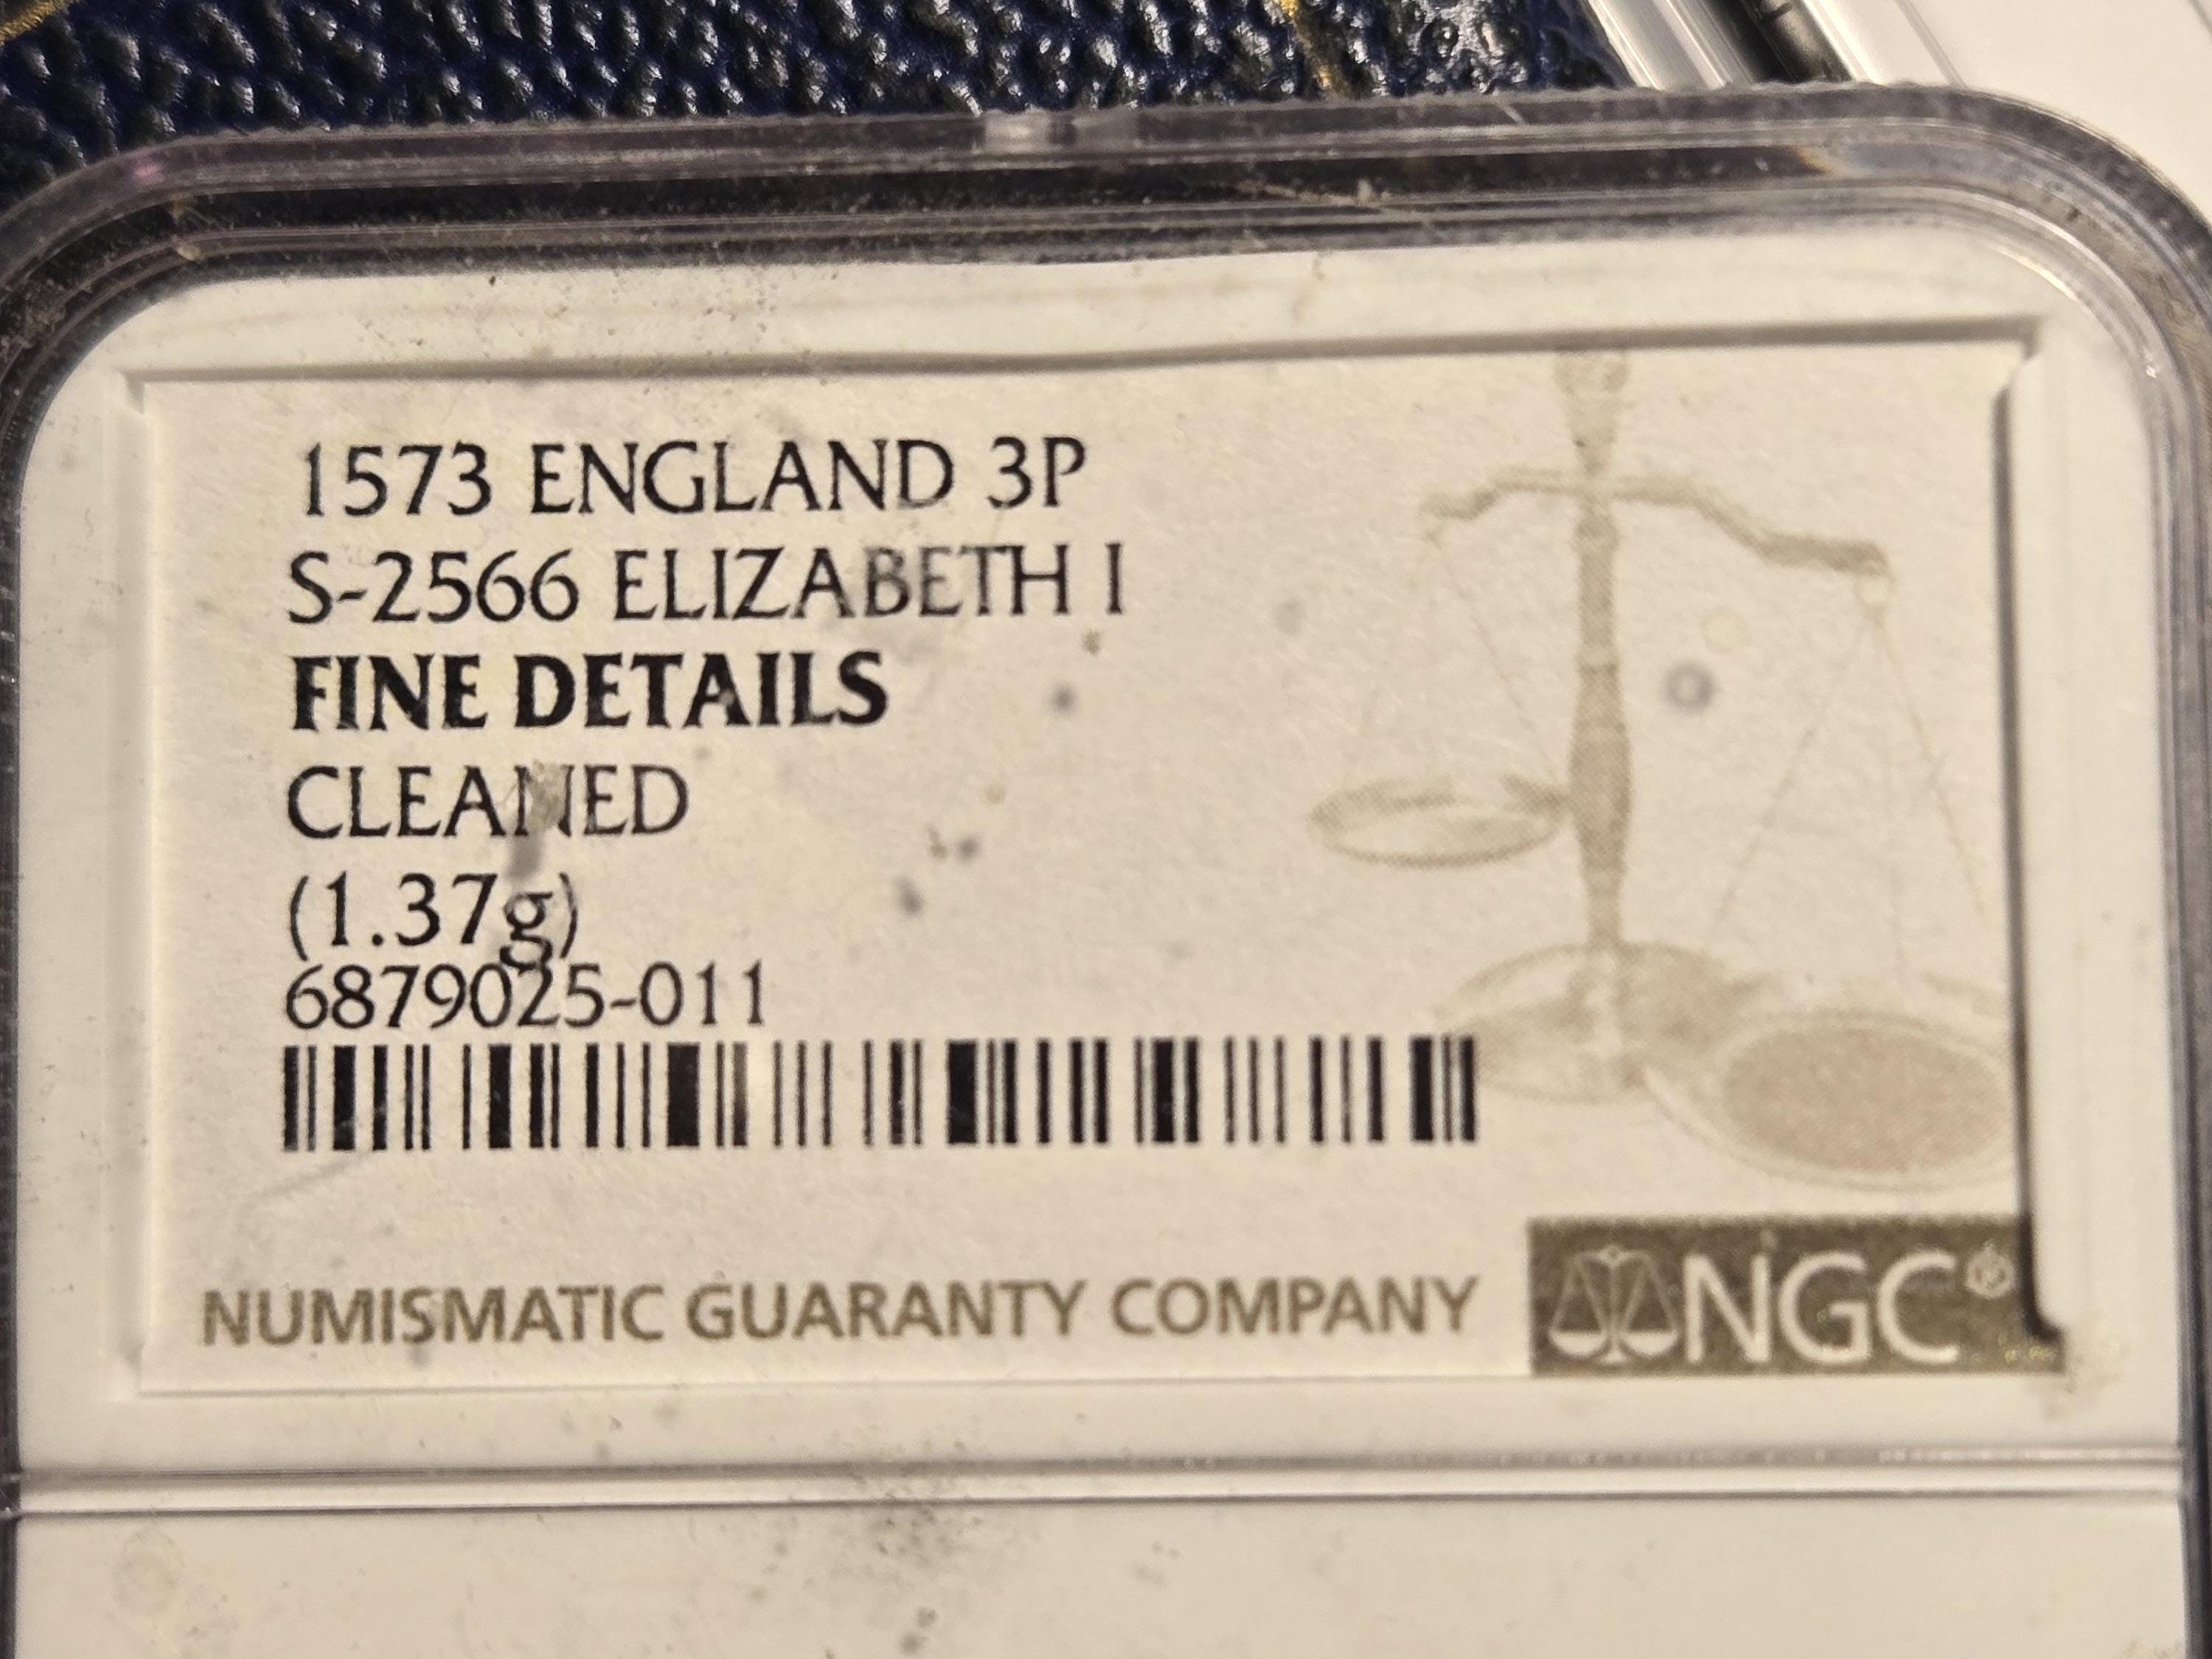 1573 ENGLAND 3P
S-2566 ELIZABETH I
FINE DETAILS
CLEANED
(1.37g)
6879025-011
NUMISMATIC GUARANTY COMPANY
NGC®